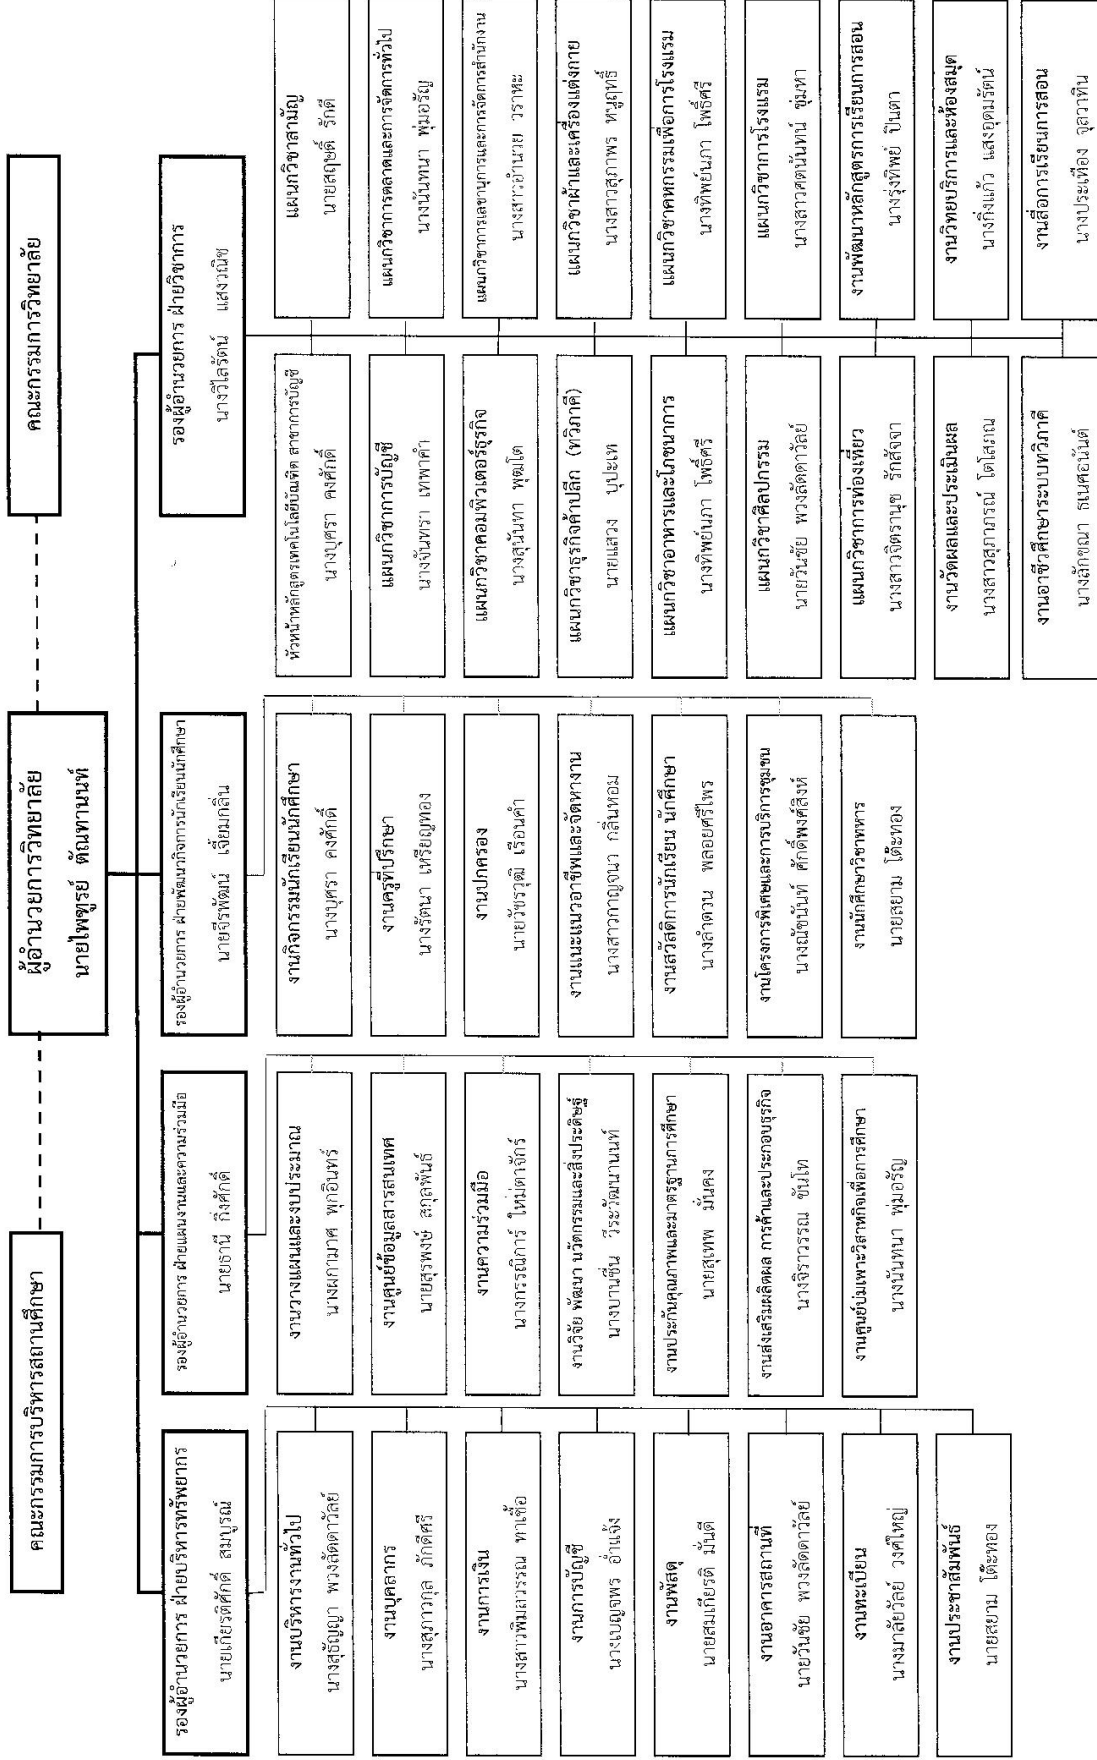 คณะกรรมการบริหารสถานศึกษา
ผู้อำนวยการวิทยาลัย
นายไพฑูรย์ ตัณฑานนท์
คณะกรรมการวิทยาลัย
รองผู้อำนวยการ ฝ่ายบริหารทรัพยากร
นายเกียรติศักดิ์ สมบูรณ์
งานบริหารงานทั่วไป
นางสุธัญญา พวงลัดดาวัลย์
งานบุคลากร
นางสุภาวกุล ภักดีศรี
งานการเงิน
นางสาวพิมลวรรณ ทาเชื้อ
งานการบัญชี
นางเบญจพร อ่ำแจ้ง
งานพัสดุ
นายสมเกียรติ มั่นดี
งานอาคารสถานที่
นายวันชัย พวงลัดดาวัลย์
งานทะเบียน
นางมาลัยวัลย์ วงศ์ใหญ่
งานประชาสัมพันธ์
นายสยาม โต๊ะทอง
รองผู้อำนวยการ ฝ่ายแผนงานและความร่วมมือ
นายธานี กิ่งศักดิ์
งานวางแผนและงบประมาณ
นางผกามาศ พุกอินทร์
งานศูนย์ข้อมูลสารสนเทศ
นายสุรพงษ์ สกุลพันธ์
งานความร่วมมือ
นางกรรณิการ์ ใหม่ตาจักร์
งานวิจัย พัฒนา นวัตกรรมและสิ่งประดิษฐ์
นางบานชื่น วีระวัฒนานนท์
งานประกันคุณภาพและมาตรฐานการศึกษา
นายสุเทพ มั่นคง
งานส่งเสริมผลิตผล การค้าและประกอบธุรกิจ
นางจิราวรรณ ขันโท
งานศูนย์บ่มเพาะวิสาหกิจเพื่อการศึกษา
นางนันทนา พุ่มอรัญ
รองผู้อำนวยการ ฝ่ายพัฒนากิจการนักเรียนนักศึกษา
นายจีรพัฒน์ เจี่ยมกลิ่น
งานกิจกรรมนักเรียนนักศึกษา
นางบุศรา คงศักดิ์
งานครูที่ปรึกษา
นางรัตนา เหรียญทอง
งานปกครอง
นายวัชรวุฒิ เรือนคำ
งานแนะแนวอาชีพและจัดหางาน
นางสาวกาญจนา กลิ่นหอม
งานสวัสดิการนักเรียน นักศึกษา
นางลำดวน พลอยศรีไพร
งานโครงการพิเศษและการบริการชุมชน
นางณัชนันท์ ศักดิ์พงศ์สิงห์
งานนักศึกษาวิชาทหาร
นายสยาม โต๊ะทอง
รองผู้อำนวยการ ฝ่ายวิชาการ
นางวิไลรัตน์ แสงวณิช
หัวหน้าหลักสูตรเทคโนโลยีบัณฑิต สาขาการบัญชี
นางบุศรา คงศักดิ์
แผนกวิชาการบัญชี
นางจันทรา เทพาคำ
แผนกวิชาคอมพิวเตอร์ธุรกิจ
นางสุนันทา พุฒโต
แผนกวิชาธุรกิจค้าปลีก (ทวิภาคี)
นายแสวง บุปะเท
แผนกวิชาอาหารและโภชนาการ
นางทิพย์นภา โพธิ์ศรี
แผนกวิชาศิลปกรรม
นายวันชัย พวงลัดดาวัลย์
แผนกวิชาการท่องเที่ยว
นางสาวจิตรานุช รักสัจจา
งานวัดผลและประเมินผล
นางสาวสุภาภรณ์ โตโสภณ
งานอาชีวศึกษาระบบทวิภาคี
นางลักขณา ธเนศอนันต์
แผนกวิชาสามัญ
นายสฤษดิ์ รักดี
แผนกวิชาการตลาดและการจัดการทั่วไป
นางนันทนา พุ่มอรัญ
แผนกวิชาการเลขานุการและการจัดการสำนักงาน
นางสาวอำนวย วราหะ
แผนกวิชาผ้าและเครื่องแต่งกาย
นางสาวสุภาพร หนูฤทธิ์
แผนกวิชาคหกรรมเพื่อการโรงแรม
นางทิพย์นภา โพธิ์ศรี
แผนกวิชาการโรงแรม
นางสาวศตนันทน์ ชุ่มหา
งานพัฒนาหลักสูตรการเรียนการสอน
นางรุ่งทิพย์ ปินตา
งานวิทยบริการและห้องสมุด
นางกิ่งแก้ว แสงอุดมรัตน์
งานสื่อการเรียนการสอน
นางประเทือง จุลวาทิน